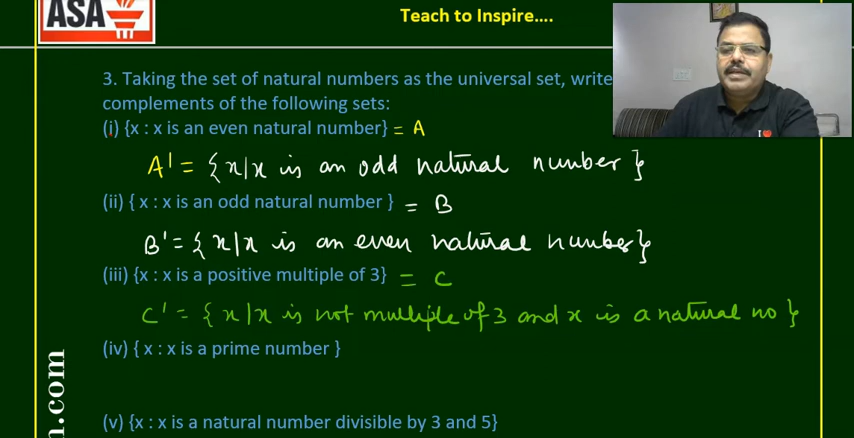 ASA
Teach to Inspire....
3. Taking the set of natural numbers as the universal set, write
complements of the following sets:
(i) {x : x is an even natural number} = A
A' = {x|x is an odd natural number}
(ii) { x : x is an odd natural number } = B
B' = {x|x is an even natural number}
(iii) {x : x is a positive multiple of 3} = C
C' = {x|x is not multiple of 3 and x is a natural no}
(iv) { x : x is a prime number }
(v) {x : x is a natural number divisible by 3 and 5}
.com
I